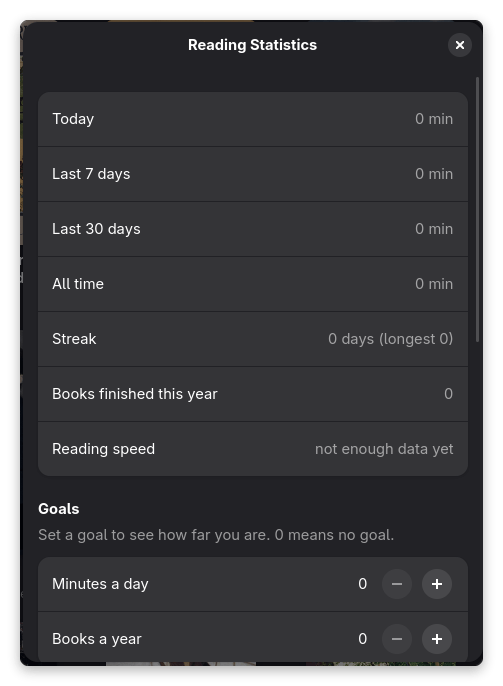 Reading Statistics
Today 0 min
Last 7 days 0 min
Last 30 days 0 min
All time 0 min
Streak 0 days (longest 0)
Books finished this year 0
Reading speed not enough data yet
Goals
Set a goal to see how far you are. 0 means no goal.
Minutes a day 0 − +
Books a year 0 − +